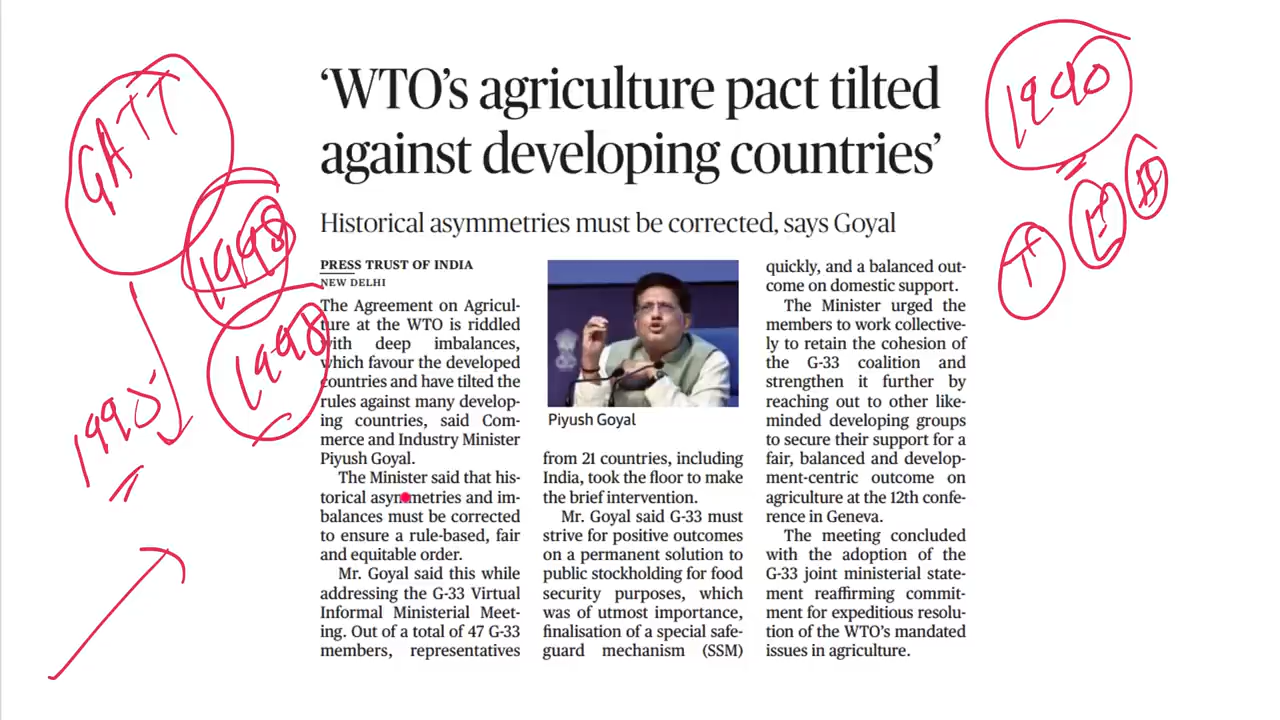 GATT
1998
1998
1995
1990
T
‘WTO’s agriculture pact tilted
against developing countries’
Historical asymmetries must be corrected, says Goyal
PRESS TRUST OF INDIA
NEW DELHI
The Agreement on Agricul-
ture at the WTO is riddled
with deep imbalances,
which favour the developed
countries and have tilted the
rules against many develop-
ing countries, said Com-
merce and Industry Minister
Piyush Goyal.
The Minister said that his-
torical asymmetries and im-
balances must be corrected
to ensure a rule-based, fair
and equitable order.
Mr. Goyal said this while
addressing the G-33 Virtual
Informal Ministerial Meet-
ing. Out of a total of 47 G-33
members, representatives
Piyush Goyal
from 21 countries, including
India, took the floor to make
the brief intervention.
Mr. Goyal said G-33 must
strive for positive outcomes
on a permanent solution to
public stockholding for food
security purposes, which
was of utmost importance,
finalisation of a special safe-
guard mechanism (SSM)
quickly, and a balanced out-
come on domestic support.
The Minister urged the
members to work collective-
ly to retain the cohesion of
the G-33 coalition and
strengthen it further by
reaching out to other like-
minded developing groups
to secure their support for a
fair, balanced and develop-
ment-centric outcome on
agriculture at the 12th confe-
rence in Geneva.
The meeting concluded
with the adoption of the
G-33 joint ministerial state-
ment reaffirming commit-
ment for expeditious resolu-
tion of the WTO’s mandated
issues in agriculture.